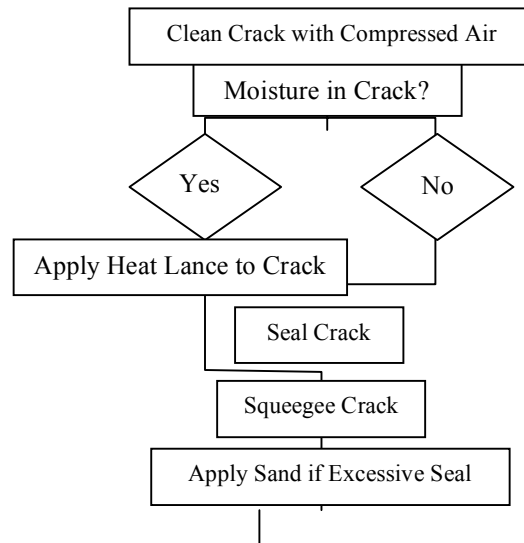 Clean Crack with Compressed Air
Moisture in Crack?
Yes
No
Apply Heat Lance to Crack
Seal Crack
Squeegee Crack
Apply Sand if Excessive Seal